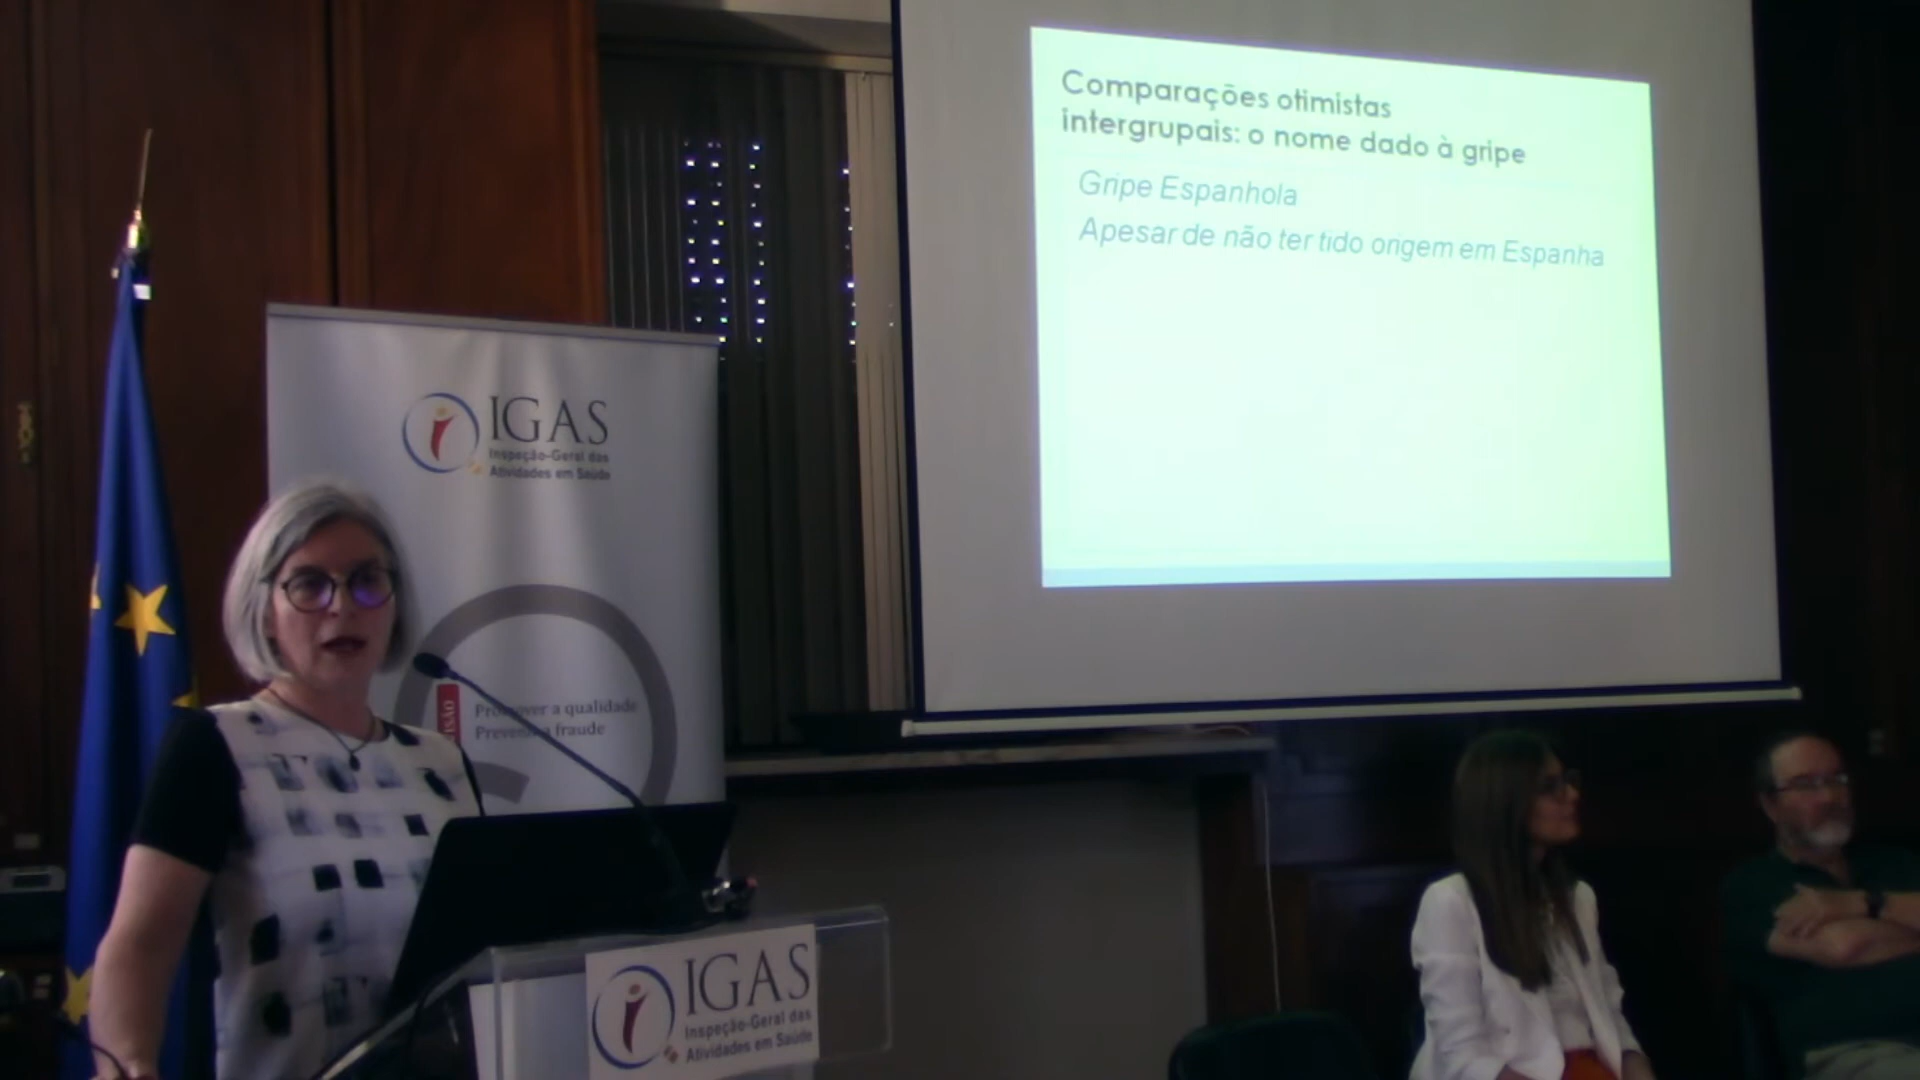 Comparações otimistas
intergrupais: o nome dado à gripe
Gripe Espanhola
Apesar de não ter tido origem em Espanha
IGAS
Inspeção-Geral das
Atividades em Saúde
Promover a qualidade
Prevenir a fraude
IGAS
Inspeção-Geral das
Atividades em Saúde